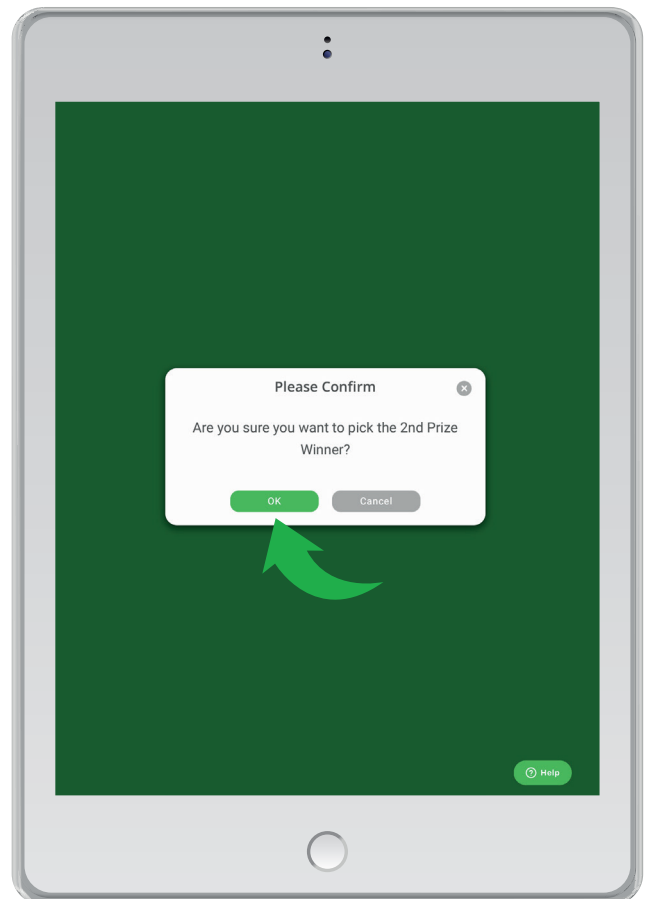 Please Confirm
Are you sure you want to pick the 2nd Prize
Winner?
OK
Cancel
Help